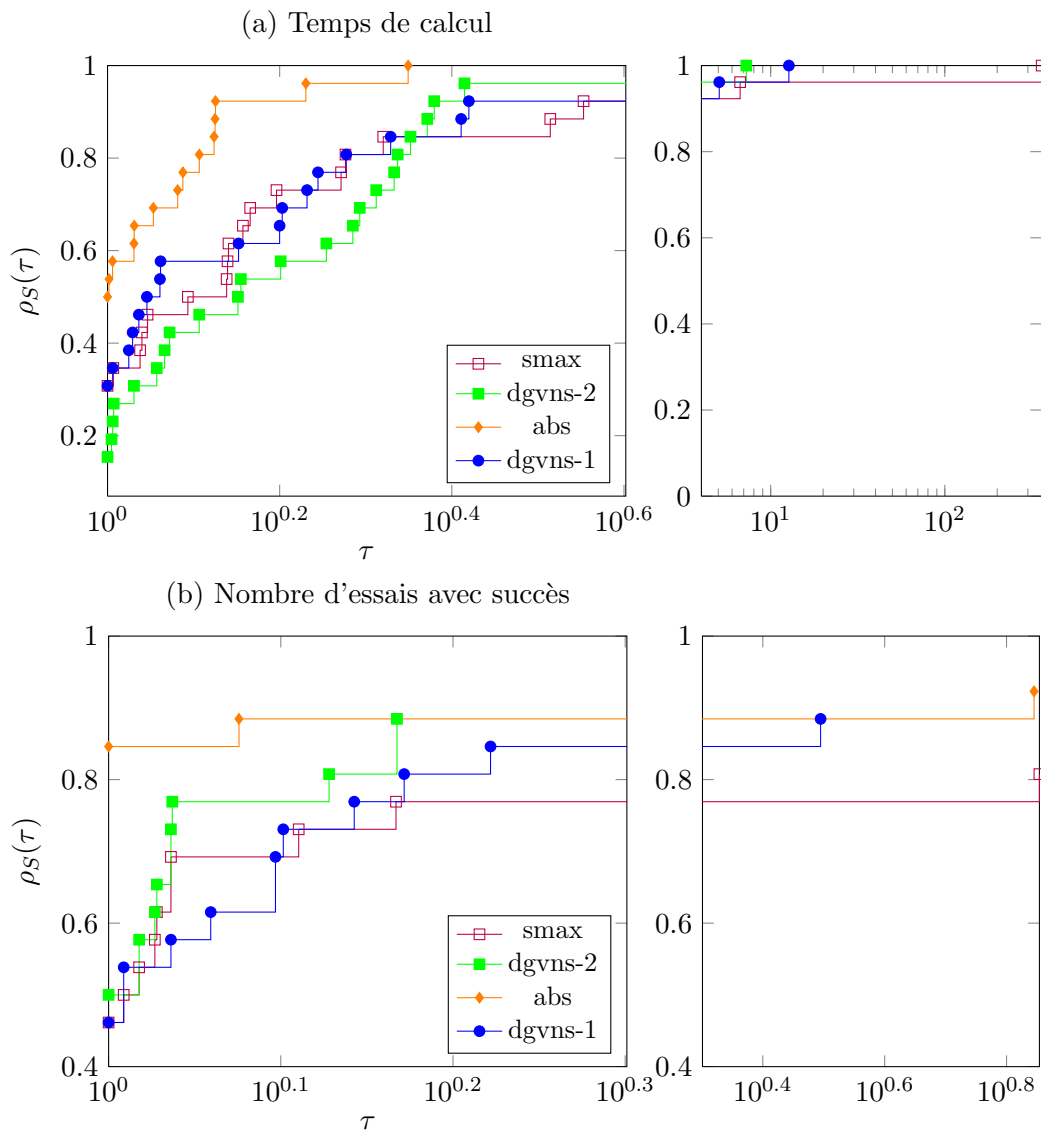 (a) Temps de calcul
1
0.8
0.6
0.4
0.2
ρS(τ)
10^0
10^0.2
10^0.4
10^0.6
τ
smax
dgvns-2
abs
dgvns-1
1
0.8
0.6
0.4
0.2
0
10^1
10^2
(b) Nombre d'essais avec succès
1
0.8
0.6
0.4
ρS(τ)
10^0
10^0.1
10^0.2
10^0.3
τ
smax
dgvns-2
abs
dgvns-1
1
0.8
0.6
0.4
10^0.4
10^0.6
10^0.8